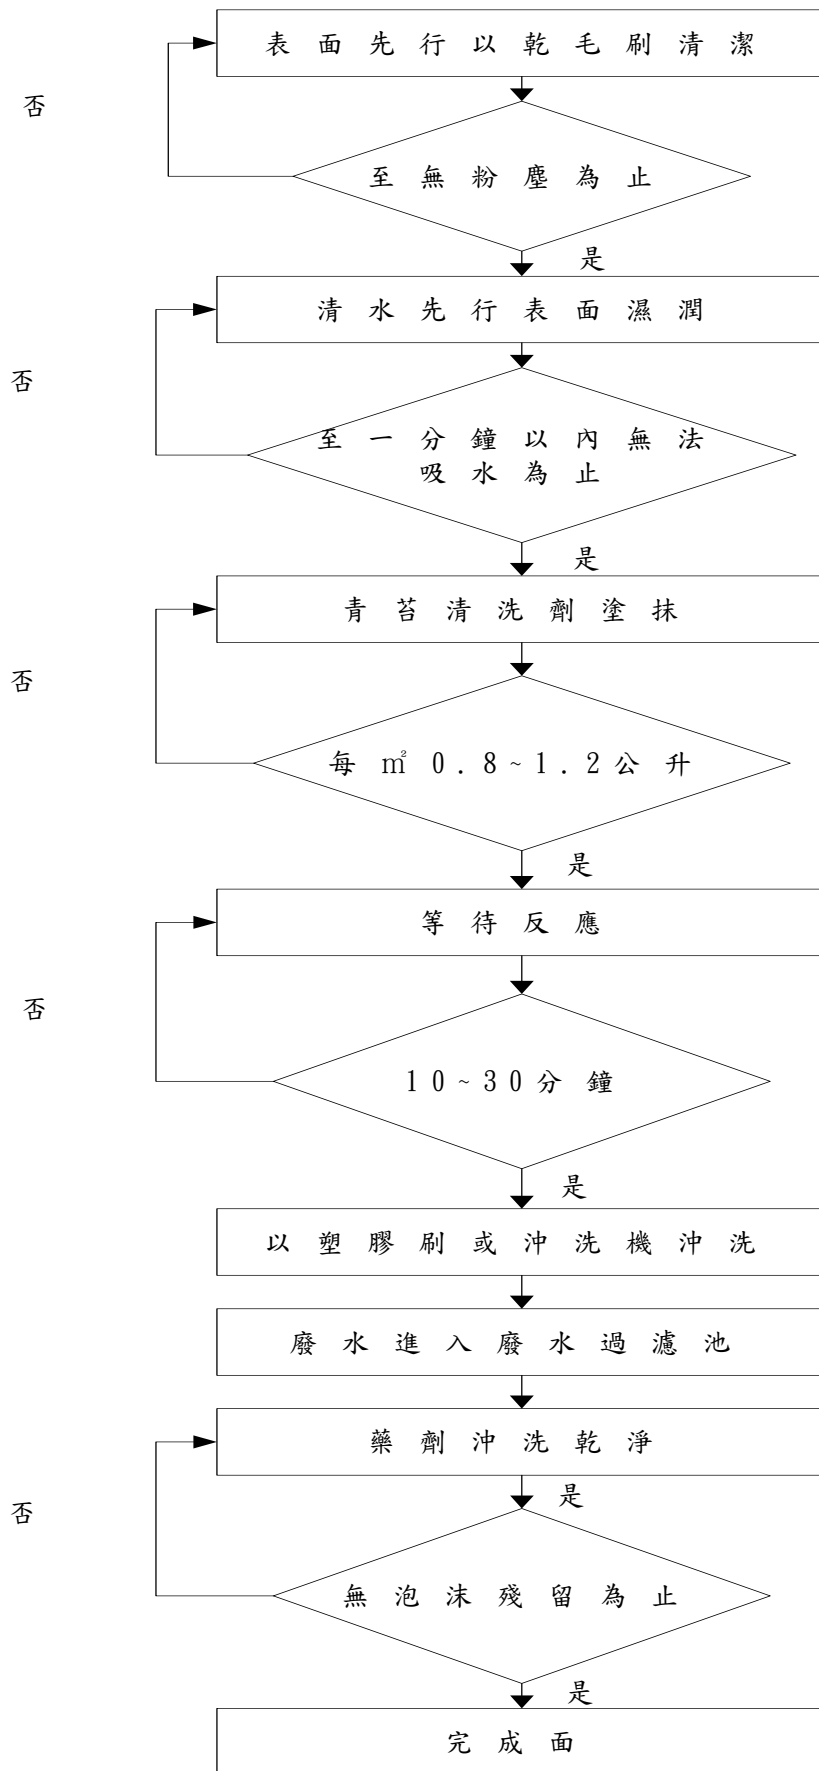 表面先行以乾毛刷清潔
否
至無粉塵為止
是
清水先行表面濕潤
否
至一分鐘以內無法
吸水為止
是
青苔清洗劑塗抹
否
每㎡0.8~1.2公升
是
等待反應
否
10~30分鐘
是
以塑膠刷或沖洗機沖洗
廢水進入廢水過濾池
藥劑沖洗乾淨
是
否
無泡沫殘留為止
是
完成面